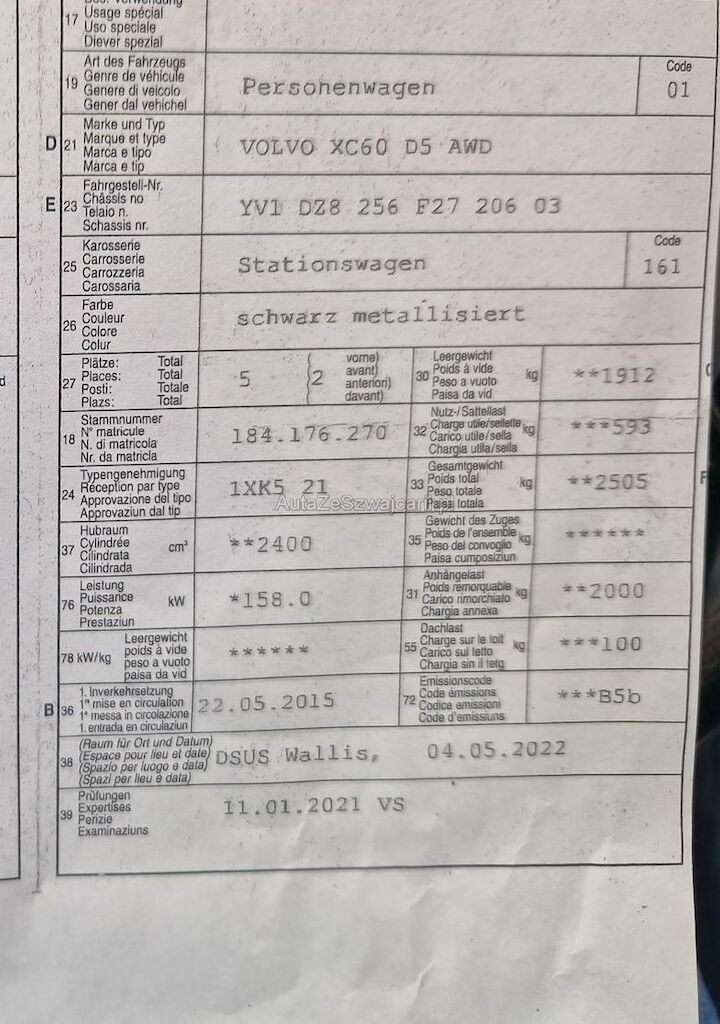 17 Usage spécial
Uso speciale
Diever spezial
19 Art des Fahrzeugs
Genre de véhicule
Genere di veicolo
Gener dal vehichel
Personenwagen
Code
01
D 21 Marke und Typ
Marque et type
Marca e tipo
Marca e tip
VOLVO XC60 D5 AWD
E 23 Fahrgestell-Nr.
Châssis no
Telaio n.
Schassis nr.
YV1 DZ8 256 F27 206 03
25 Karosserie
Carrosserie
Carrozzeria
Carossaria
Stationswagen
Code
161
26 Farbe
Couleur
Colore
Colur
schwarz metallisiert
27 Plätze: Total
Places: Total
Posti: Totale
Plazs: Total
5 (2 vorne)
avant)
anteriori)
davant)
30 Leergewicht
Poids à vide
Peso a vuoto
Paisa da vid
kg
**1912
18 Stammnummer
N° matricule
N. di matricola
Nr. da matricla
184.176.270
32 Nutz-/Sattellast
Charge utile/sellette
Carico utile/sella
Chargia utila/sella
kg
***593
24 Typengenehmigung
Réception par type
Approvazione del tipo
Approvaziun dal tip
1XK5 21
33 Gesamtgewicht
Poids total
Peso totale
Paisa totala
kg
**2505
AutaZeSzwajcarii
37 Hubraum
Cylindrée
Cilindrata
Cilindrada
cm³
**2400
35 Gewicht des Zuges
Poids de l'ensemble
Peso del convoglio
Paisa cumposiziun
kg
******
76 Leistung
Puissance
Potenza
Prestaziun
kW
*158.0
31 Anhängelast
Poids remorquable
Carico rimorchiato
Chargia annexa
kg
**2000
78 kW/kg Leergewicht
poids à vide
peso a vuoto
paisa da vid
******
55 Dachlast
Charge sur le toit
Carico sul tetto
Chargia sin il tetg
kg
***100
B 36 1. Inverkehrsetzung
1re mise en circulation
1a messa in circolazione
1. entrada en circulaziun
22.05.2015
72 Emissionscode
Code émissions
Codice emissioni
Code d'emissiuns
***B5b
38 (Raum für Ort und Datum)
(Espace pour lieu et date)
(Spazio per luogo e data)
(Spazi per lieu e data)
DSUS Wallis, 04.05.2022
39 Prüfungen
Expertises
Perizie
Examinaziuns
11.01.2021 VS